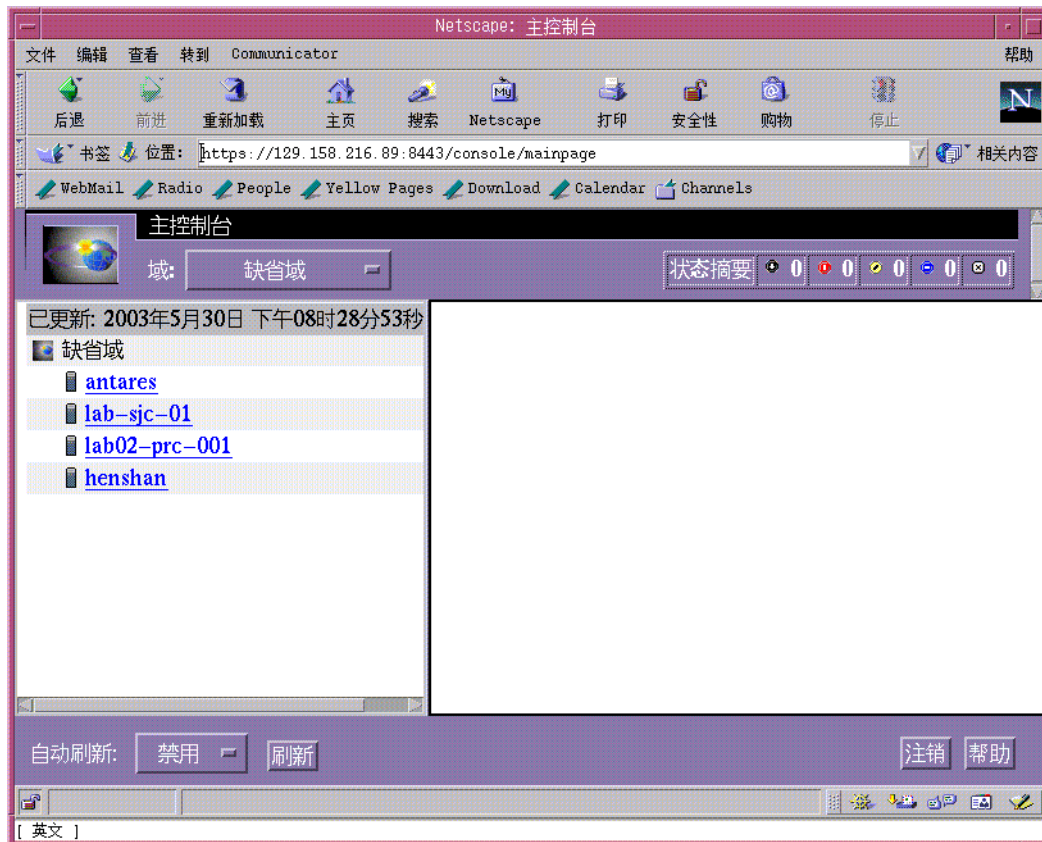 Netscape: 主控制台
文件 编辑 查看 转到 Communicator 帮助
My N
后退 前进 重新加载 主页 搜索 Netscape 打印 安全性 购物 停止
书签 位置: https://129.158.216.89:8443/console/mainpage 相关内容
WebMail Radio People Yellow Pages Download Calendar Channels
主控制台
域: 缺省域 状态摘要 0 0 0 0 0
已更新: 2003年5月30日 下午08时28分53秒
缺省域
antares
lab-sjc-01
lab02-prc-001
henshan
自动刷新: 禁用 刷新 注销 帮助
[ 英文 ]